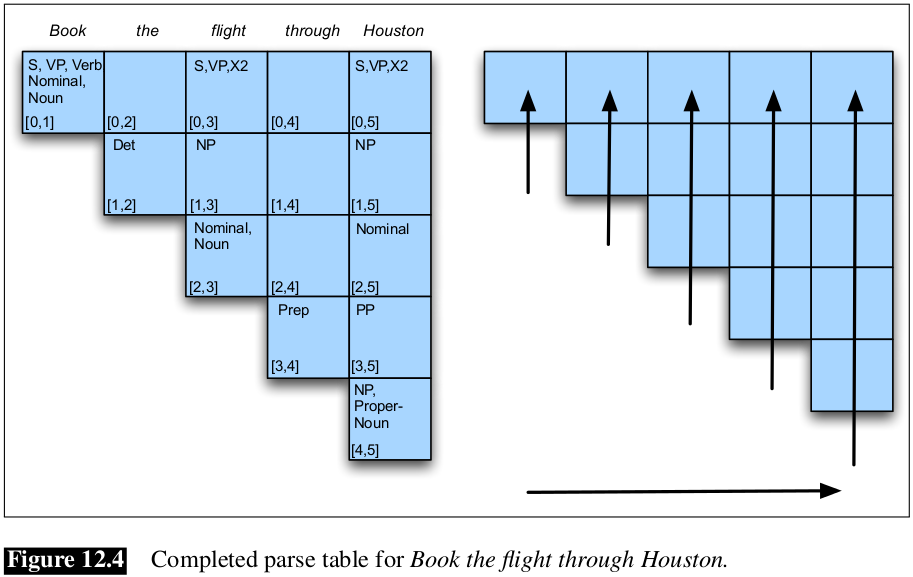 Book the flight through Houston
S, VP, Verb
Nominal,
Noun
[0,1]
[0,2]
S,VP,X2
[0,3]
[0,4]
S,VP,X2
[0,5]
Det
[1,2]
NP
[1,3]
[1,4]
NP
[1,5]
Nominal,
Noun
[2,3]
[2,4]
Nominal
[2,5]
Prep
[3,4]
PP
[3,5]
NP,
Proper-
Noun
[4,5]
Figure 12.4 Completed parse table for Book the flight through Houston.